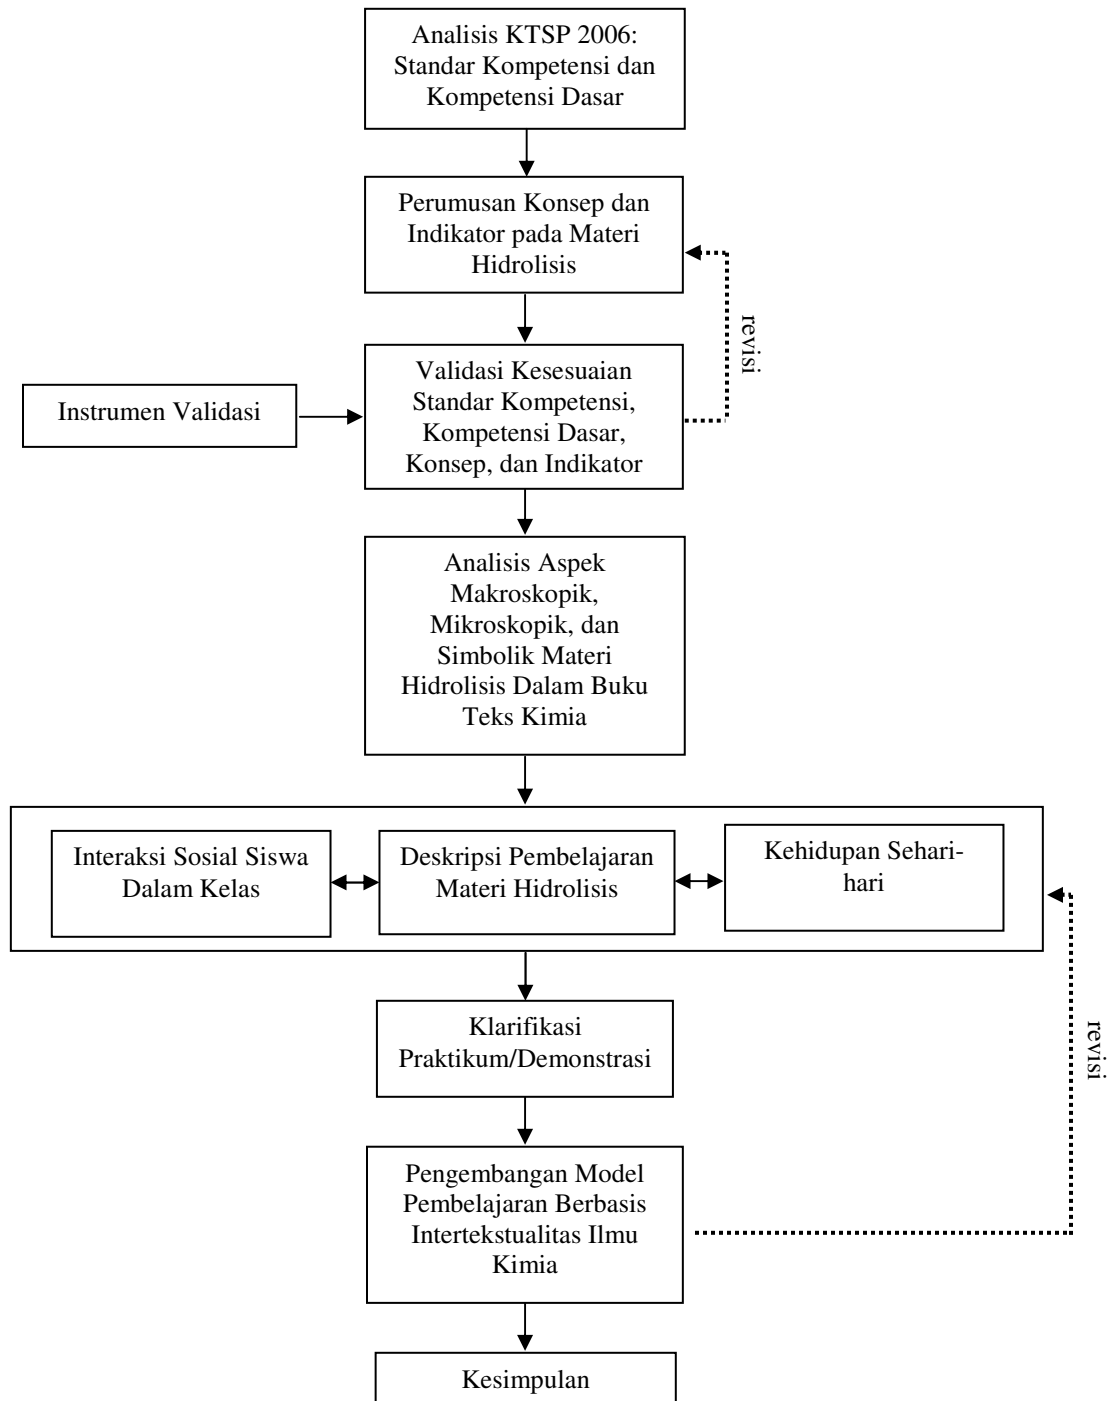 Analisis KTSP 2006:
Standar Kompetensi dan
Kompetensi Dasar
Perumusan Konsep dan
Indikator pada Materi
Hidrolisis
revisi
Instrumen Validasi
Validasi Kesesuaian
Standar Kompetensi,
Kompetensi Dasar,
Konsep, dan Indikator
Analisis Aspek
Makroskopik,
Mikroskopik, dan
Simbolik Materi
Hidrolisis Dalam Buku
Teks Kimia
Interaksi Sosial Siswa
Dalam Kelas
Deskripsi Pembelajaran
Materi Hidrolisis
Kehidupan Sehari-
hari
Klarifikasi
Praktikum/Demonstrasi
revisi
Pengembangan Model
Pembelajaran Berbasis
Intertekstualitas Ilmu
Kimia
Kesimpulan